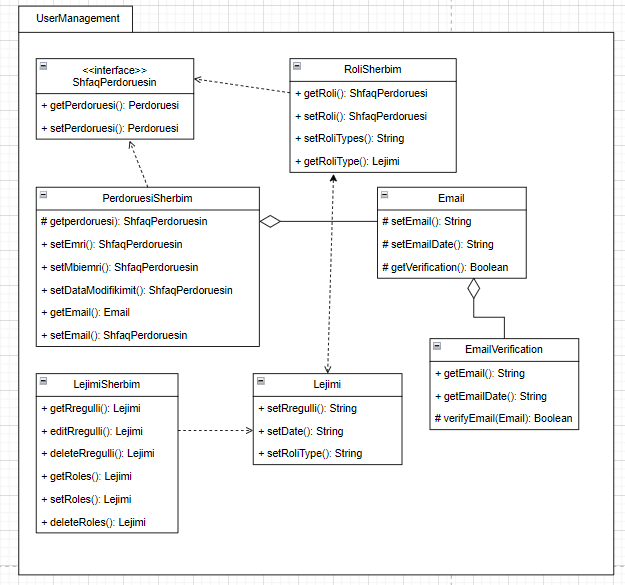 UserManagement
<<interface>>
ShfaqPerdoruesin
+ getPerdoruesi(): Perdoruesi
+ setPerdoruesi(): Perdoruesi
RoliSherbim
+ getRoli(): ShfaqPerduruesi
+ setRoli(): ShfaqPerduruesi
+ setRoliTypes(): String
+ getRoliType(): Lejimi
PerdoruesiSherbim
# getperdoruesi): ShfaqPerdoruesin
+ setEmri(): ShfaqPerdoruesin
+ setMbiemri(): ShfaqPerdoruesin
+ setDataModifikimit(): ShfaqPerdoruesin
+ getEmail(): Email
+ setEmail(): ShfaqPerdoruesin
Email
# setEmail(): String
# setEmailDate(): String
# getVerification(): Boolean
EmailVerification
+ getEmail(): String
+ getEmailDate(): String
# verifyEmail(Email): Boolean
LejimiSherbim
+ getRregulli(): Lejimi
+ editRregulli(): Lejimi
+ deleteRregulli(): Lejimi
+ getRoles(): Lejimi
+ setRoles(): Lejimi
+ deleteRoles(): Lejimi
Lejimi
+ setRregulli(): String
+ setDate(): String
+ setRoliType(): String